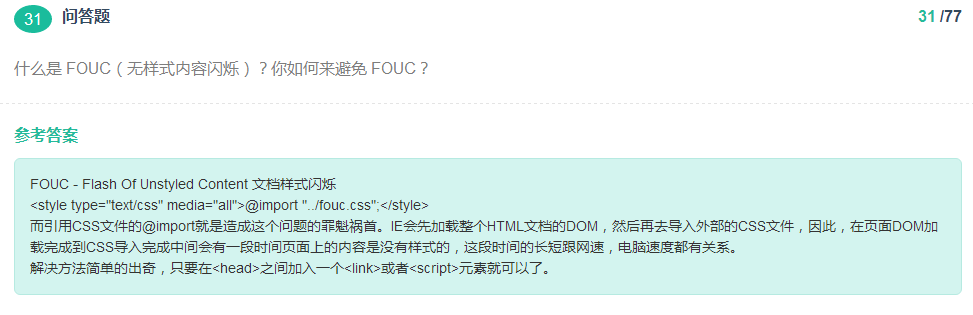 31 问答题 31 /77
什么是 FOUC（无样式内容闪烁）？你如何来避免 FOUC？
参考答案
FOUC - Flash Of Unstyled Content 文档样式闪烁
<style type="text/css" media="all">@import "../fouc.css";</style>
而引用CSS文件的@import就是造成这个问题的罪魁祸首。IE会先加载整个HTML文档的DOM，然后再去导入外部的CSS文件，因此，在页面DOM加
载完成到CSS导入完成中间会有一段时间页面上的内容是没有样式的，这段时间的长短跟网速，电脑速度都有关系。
解决方法简单的出奇，只要在<head>之间加入一个<link>或者<script>元素就可以了。